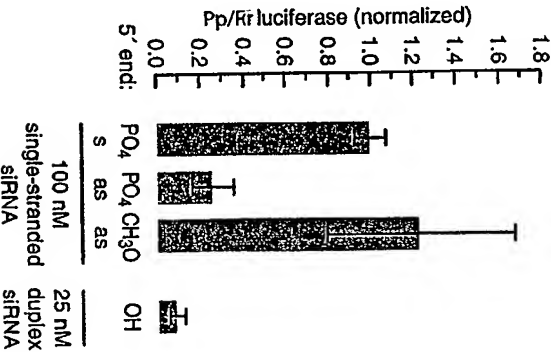 Pp/Rr luciferase (normalized)
0.0 0.2 0.4 0.6 0.8 1.0 1.2 1.4 1.6 1.8
5′ end: PO4 PO4 CH3O OH
s as as
100 nM
single-stranded
siRNA
25 nM
duplex
siRNA